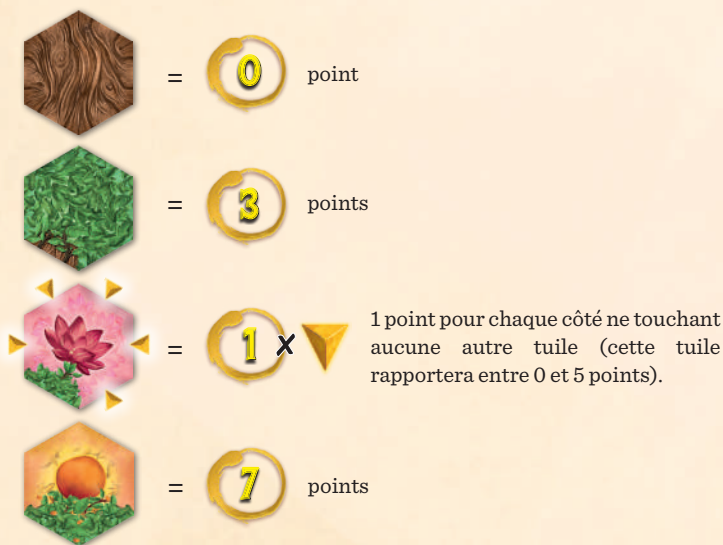 = 0 point
= 3 points
= 1 x 1 point pour chaque côté ne touchant
aucune autre tuile (cette tuile
rapportera entre 0 et 5 points).
= 7 points